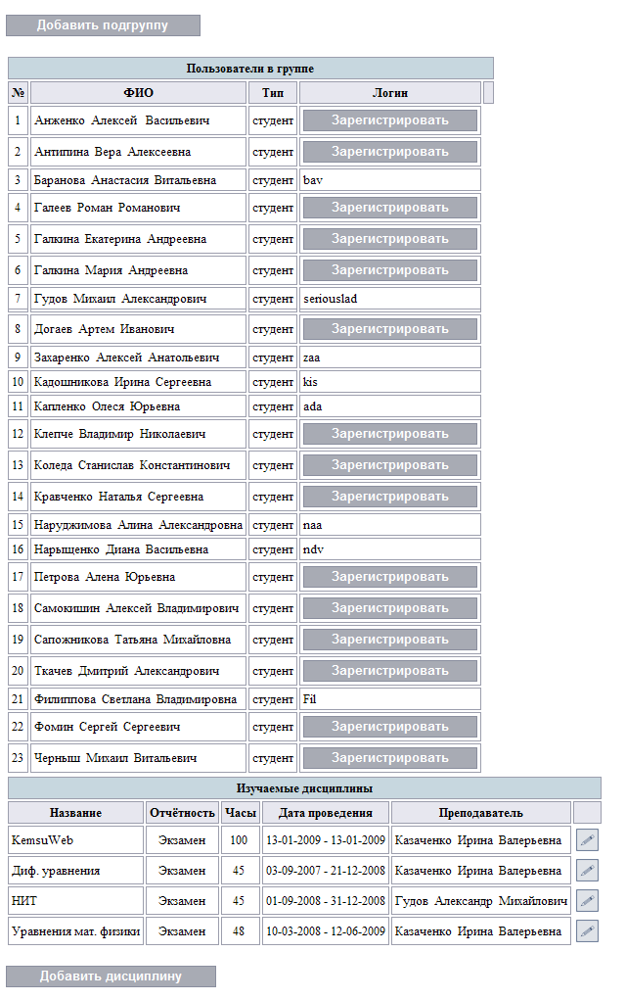 Добавить подгруппу
Пользователи в группе
№ ФИО Тип Логин
1 Анженко Алексей Васильевич студент Зарегистрировать
2 Антипина Вера Алексеевна студент Зарегистрировать
3 Баранова Анастасия Витальевна студент bav
4 Галеев Роман Романович студент Зарегистрировать
5 Галкина Екатерина Андреевна студент Зарегистрировать
6 Галкина Мария Андреевна студент Зарегистрировать
7 Гудов Михаил Александрович студент seriouslad
8 Догаев Артем Иванович студент Зарегистрировать
9 Захаренко Алексей Анатольевич студент zaa
10 Кадошникова Ирина Сергеевна студент kis
11 Капленко Олеся Юрьевна студент ada
12 Клепче Владимир Николаевич студент Зарегистрировать
13 Коледа Станислав Константинович студент Зарегистрировать
14 Кравченко Наталья Сергеевна студент Зарегистрировать
15 Наруджимова Алина Александровна студент naa
16 Нарыщенко Диана Васильевна студент ndv
17 Петрова Алена Юрьевна студент Зарегистрировать
18 Самокишин Алексей Владимирович студент Зарегистрировать
19 Сапожникова Татьяна Михайловна студент Зарегистрировать
20 Ткачев Дмитрий Александрович студент Зарегистрировать
21 Филиппова Светлана Владимировна студент Fil
22 Фомин Сергей Сергеевич студент Зарегистрировать
23 Черныш Михаил Витальевич студент Зарегистрировать
Изучаемые дисциплины
Название Отчётность Часы Дата проведения Преподаватель
KemsuWeb Экзамен 100 13-01-2009 - 13-01-2009 Казаченко Ирина Валерьевна
Диф. уравнения Экзамен 45 03-09-2007 - 21-12-2008 Казаченко Ирина Валерьевна
НИТ Экзамен 45 01-09-2008 - 31-12-2008 Гудов Александр Михайлович
Уравнения мат. физики Экзамен 48 10-03-2008 - 12-06-2009 Казаченко Ирина Валерьевна
Добавить дисциплину